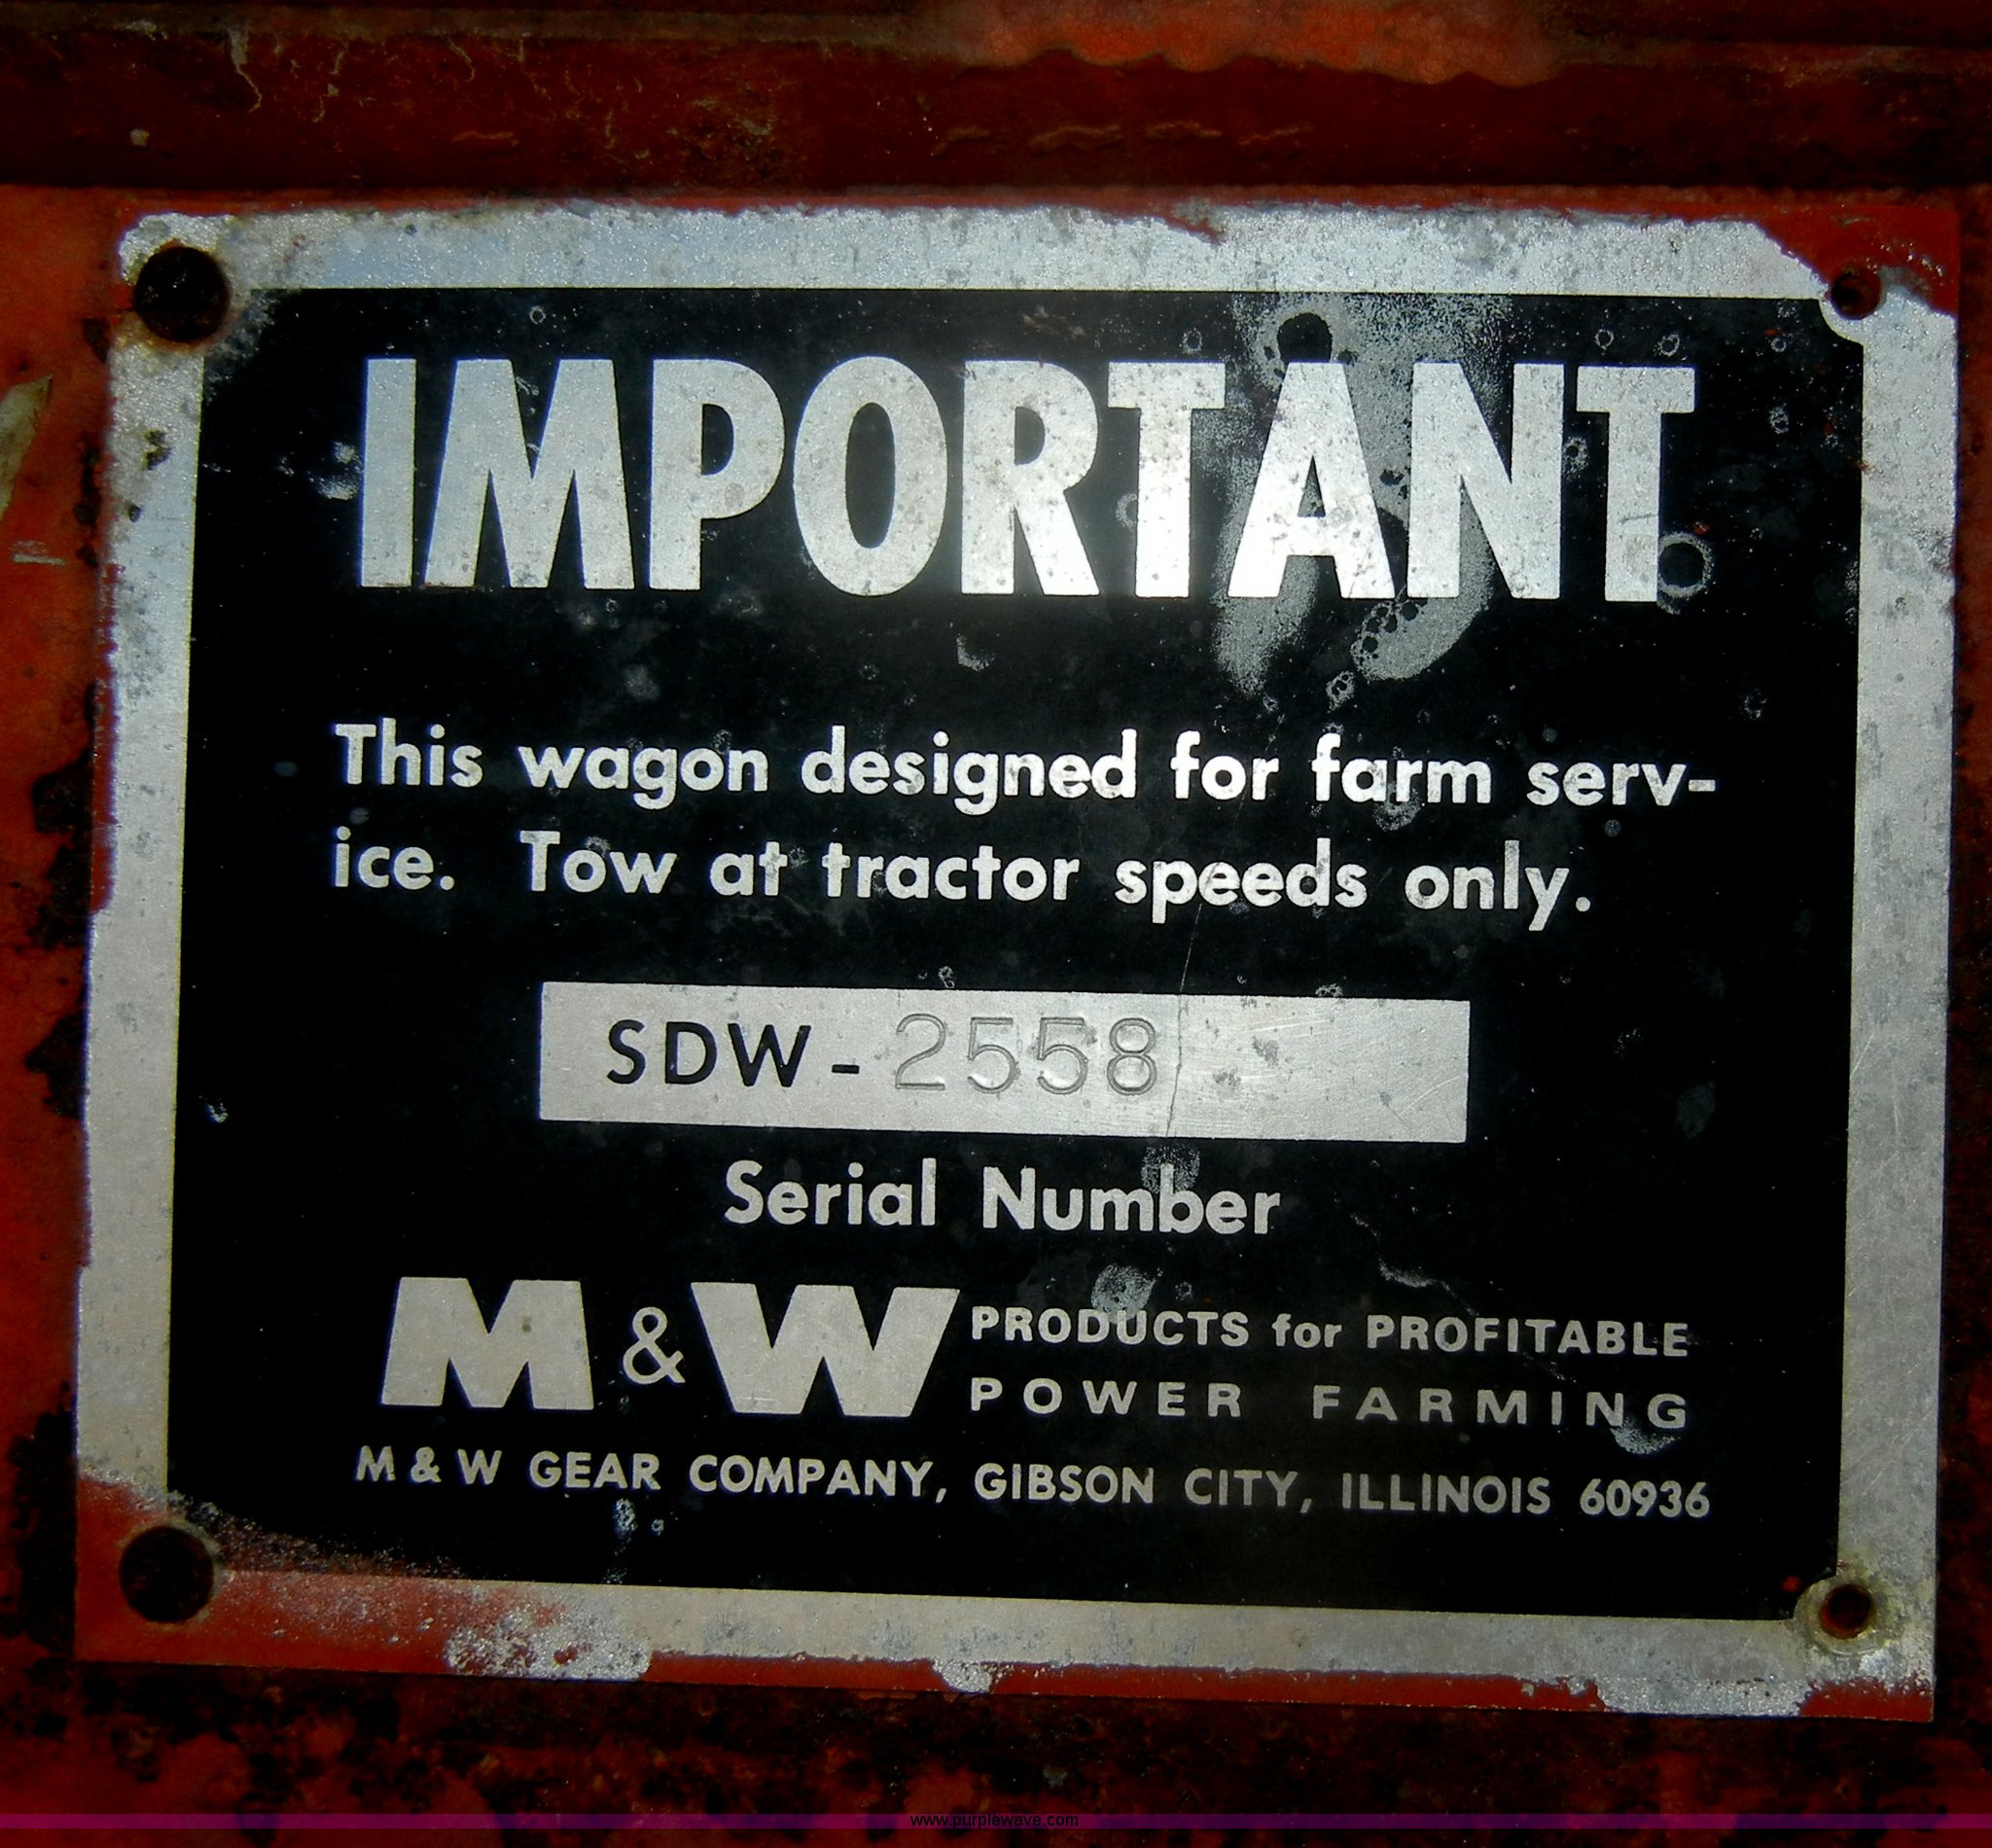 IMPORTANT
This wagon designed for farm serv-
ice. Tow at tractor speeds only.
SDW-2558
Serial Number
M & W PRODUCTS for PROFITABLE
POWER FARMING
M & W GEAR COMPANY, GIBSON CITY, ILLINOIS 60936
www.purplewave.com